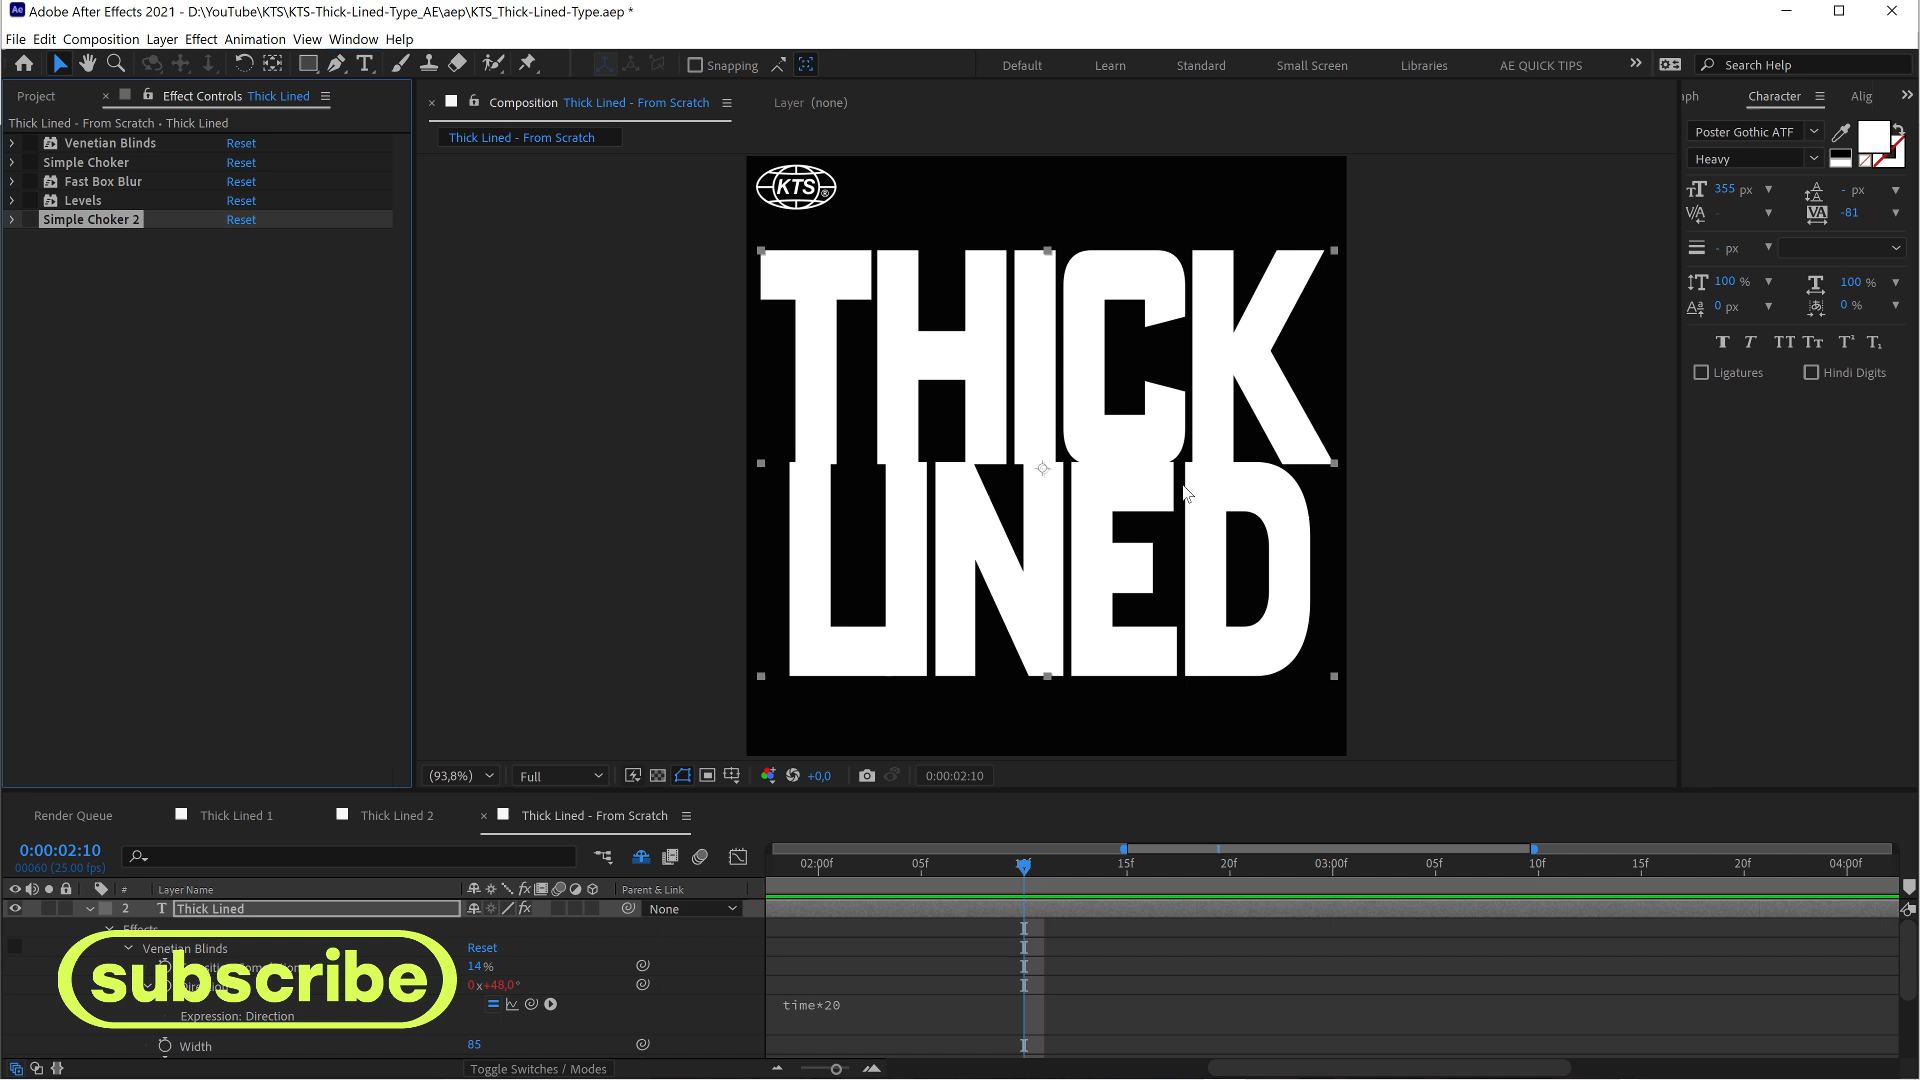 Adobe After Effects 2021 - D:\YouTube\KTS\KTS-Thick-Lined-Type_AE\aep\KTS_Thick-Lined-Type.aep *
File Edit Composition Layer Effect Animation View Window Help
Snapping
Default Learn Standard Small Screen Libraries AE QUICK TIPS
Search Help
Project
Effect Controls Thick Lined
Thick Lined - From Scratch • Thick Lined
Venetian Blinds Reset
Simple Choker Reset
Fast Box Blur Reset
Levels Reset
Simple Choker 2 Reset
Composition Thick Lined - From Scratch
Layer (none)
Thick Lined - From Scratch
KTS®
THICK
LINED
(93,8%) Full +0,0 0:00:02:10
aph Character Alig
Poster Gothic ATF
Heavy
355 px - px
- -81
- px
100 % 100 %
0 px 0 %
T T TT Tт T¹ T₁
Ligatures Hindi Digits
Render Queue Thick Lined 1 Thick Lined 2 Thick Lined - From Scratch
0:00:02:10
00060 (25.00 fps)
# Layer Name fx Parent & Link
02:00f 05f 10f 15f 20f 03:00f 05f 10f 15f 20f 04:00f
2 T Thick Lined fx None
Effects
Venetian Blinds Reset
14 %
0x+48,0°
Expression: Direction
time*20
Width 85
Toggle Switches / Modes
subscribe